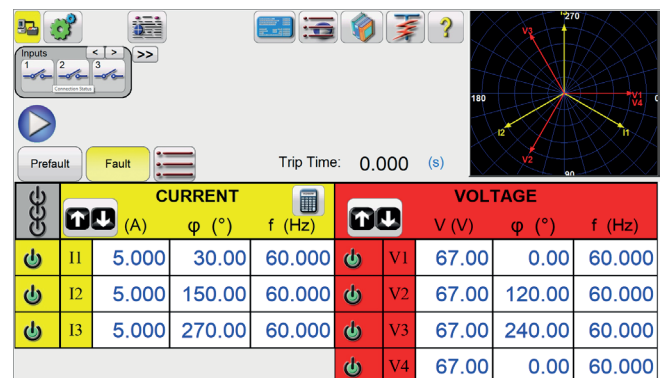 270
V3
Inputs
< >
>>
1 2 3
Connection Status
180
V1
V4
0
I2
I1
V2
90
Prefault
Fault
Trip Time: 0.000 (s)
CURRENT
VOLTAGE
(A) φ (°) f (Hz)
V (V) φ (°) f (Hz)
I1 5.000 30.00 60.000 V1 67.00 0.00 60.000
I2 5.000 150.00 60.000 V2 67.00 120.00 60.000
I3 5.000 270.00 60.000 V3 67.00 240.00 60.000
V4 67.00 0.00 60.000